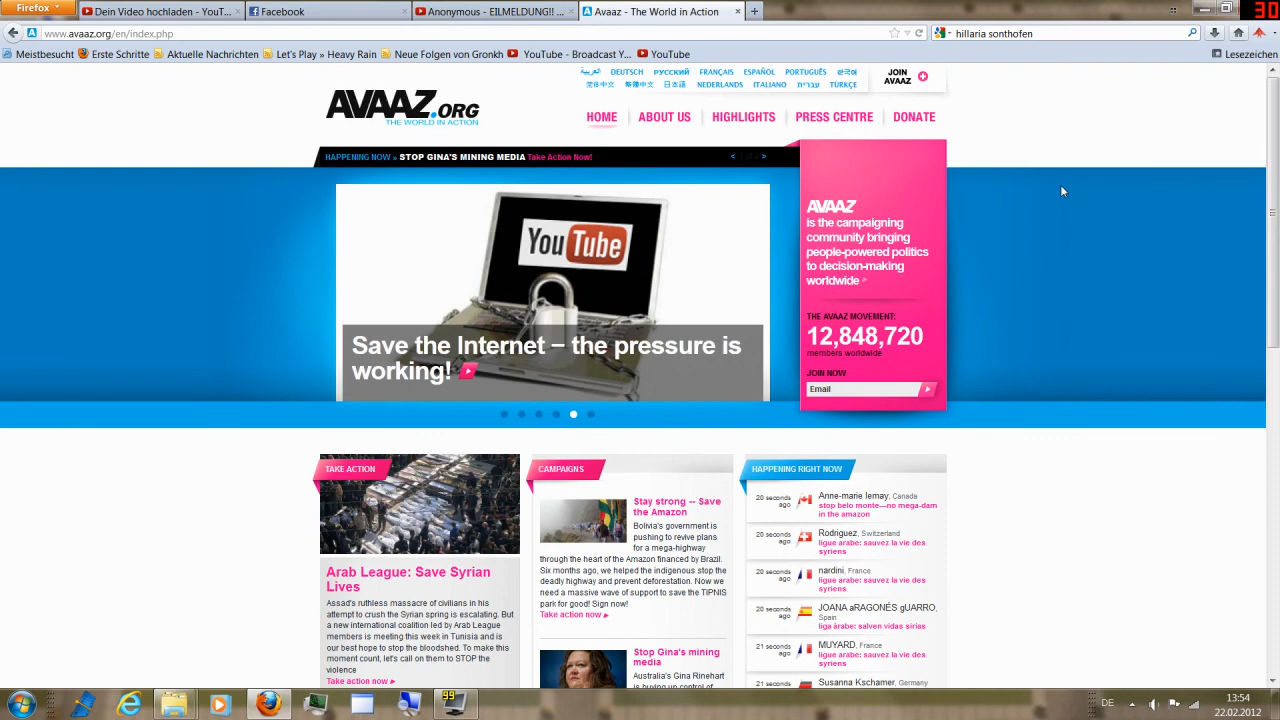 Firefox
Dein Video hochladen - YouT...
Facebook
Anonymous - EILMELDUNG!! ...
Avaaz - The World in Action
30
www.avaaz.org/en/index.php
hillaria sonthofen
Meistbesucht
Erste Schritte
Aktuelle Nachrichten
Let's Play » Heavy Rain
Neue Folgen von Gronkh
YouTube - Broadcast Y...
YouTube
Lesezeichen
العربية DEUTSCH РУССКИЙ FRANÇAIS ESPAÑOL PORTUGUÊS 한국어
简体中文 繁體中文 日本語 NEDERLANDS ITALIANO עברית TÜRKÇE
JOIN
AVAAZ
AVAAZ.ORG
THE WORLD IN ACTION
HOME ABOUT US HIGHLIGHTS PRESS CENTRE DONATE
HAPPENING NOW » STOP GINA'S MINING MEDIA Take Action Now!
< >
YouTube
Save the Internet – the pressure is
working!
AVAAZ
is the campaigning
community bringing
people-powered politics
to decision-making
worldwide
THE AVAAZ MOVEMENT:
12,848,720
members worldwide
JOIN NOW
Email
TAKE ACTION
Arab League: Save Syrian
Lives
Assad's ruthless massacre of civilians in his
attempt to crush the Syrian spring is escalating. But
a new international coalition led by Arab League
members is meeting this week in Tunisia and is
our best hope to stop the bloodshed. To make this
moment count, let's call on them to STOP the
violence
Take action now
CAMPAIGNS
Stay strong -- Save
the Amazon
Bolivia's government is
pushing to revive plans
for a mega-highway
through the heart of the Amazon financed by Brazil.
Six months ago, we helped the indigenous stop the
deadly highway and prevent deforestation. Now we
need a massive wave of support to save the TIPNIS
park for good! Sign now!
Take action now
Stop Gina's mining
media
Australia's Gina Rinehart
is buying up control of
HAPPENING RIGHT NOW
20 seconds
ago
Anne-marie lemay, Canada
stop belo monte—no mega-dam
in the amazon
20 seconds
ago
Rodriguez, Switzerland
ligue arabe: sauvez la vie des
syriens
20 seconds
ago
nardini, France
ligue arabe: sauvez la vie des
syriens
20 seconds
ago
JOANA aRAGONÉS gUARRO,
Spain
liga árabe: salven vidas sirias
21 seconds
ago
MUYARD, France
ligue arabe: sauvez la vie des
syriens
21 seconds
Susanna Kschamer, Germany
99
DE
13:54
22.02.2012